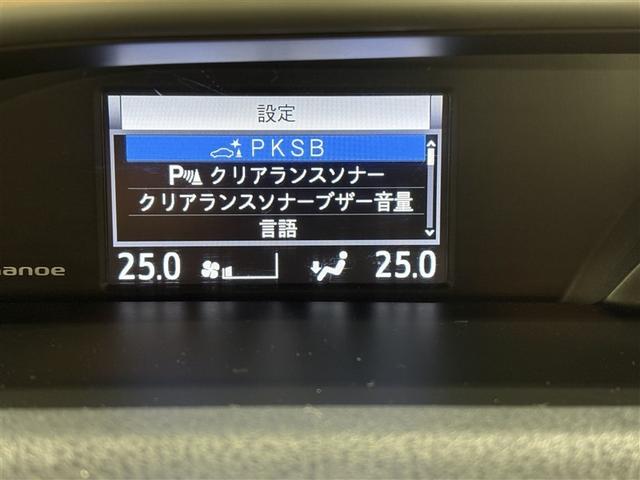 設定
PKSB
P クリアランスソナー
クリアランスソナーブザー音量
言語
anoe
25.0 25.0